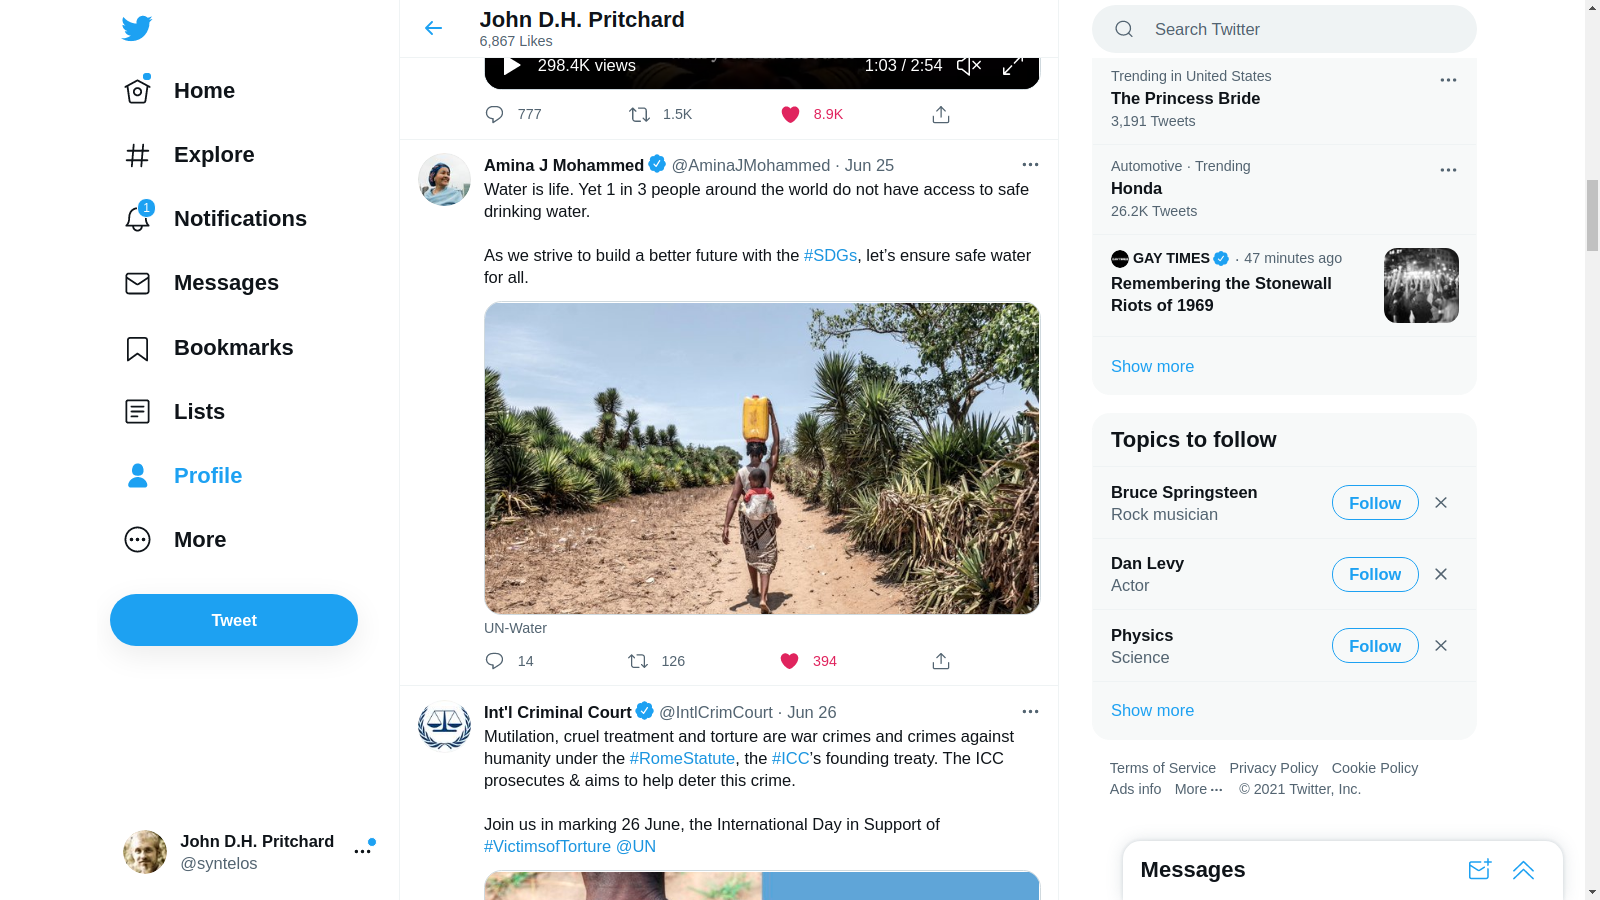 Home
Explore
1
Notifications
Messages
Bookmarks
Lists
Profile
More
Tweet
John D.H. Pritchard
@syntelos
John D.H. Pritchard
6,867 Likes
298.4K views
1:03 / 2:54
777
1.5K
8.9K
Amina J Mohammed @AminaJMohammed · Jun 25
Water is life. Yet 1 in 3 people around the world do not have access to safe
drinking water.
As we strive to build a better future with the #SDGs, let’s ensure safe water
for all.
UN-Water
14
126
394
Int'l Criminal Court @IntlCrimCourt · Jun 26
Mutilation, cruel treatment and torture are war crimes and crimes against
humanity under the #RomeStatute, the #ICC’s founding treaty. The ICC
prosecutes & aims to help deter this crime.
Join us in marking 26 June, the International Day in Support of
#VictimsofTorture @UN
Search Twitter
Trending in United States
The Princess Bride
3,191 Tweets
Automotive · Trending
Honda
26.2K Tweets
GAY TIMES · 47 minutes ago
Remembering the Stonewall
Riots of 1969
Show more
Topics to follow
Bruce Springsteen
Rock musician
Follow
Dan Levy
Actor
Follow
Physics
Science
Follow
Show more
Terms of Service Privacy Policy Cookie Policy
Ads info More ··· © 2021 Twitter, Inc.
Messages